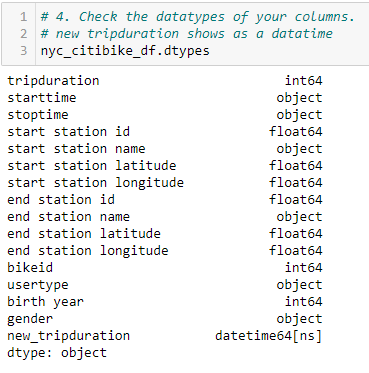 1 # 4. Check the datatypes of your columns.
2 # new tripduration shows as a datatime
3 nyc_citibike_df.dtypes
tripduration int64
starttime object
stoptime object
start station id float64
start station name object
start station latitude float64
start station longitude float64
end station id float64
end station name object
end station latitude float64
end station longitude float64
bikeid int64
usertype object
birth year int64
gender object
new_tripduration datetime64[ns]
dtype: object